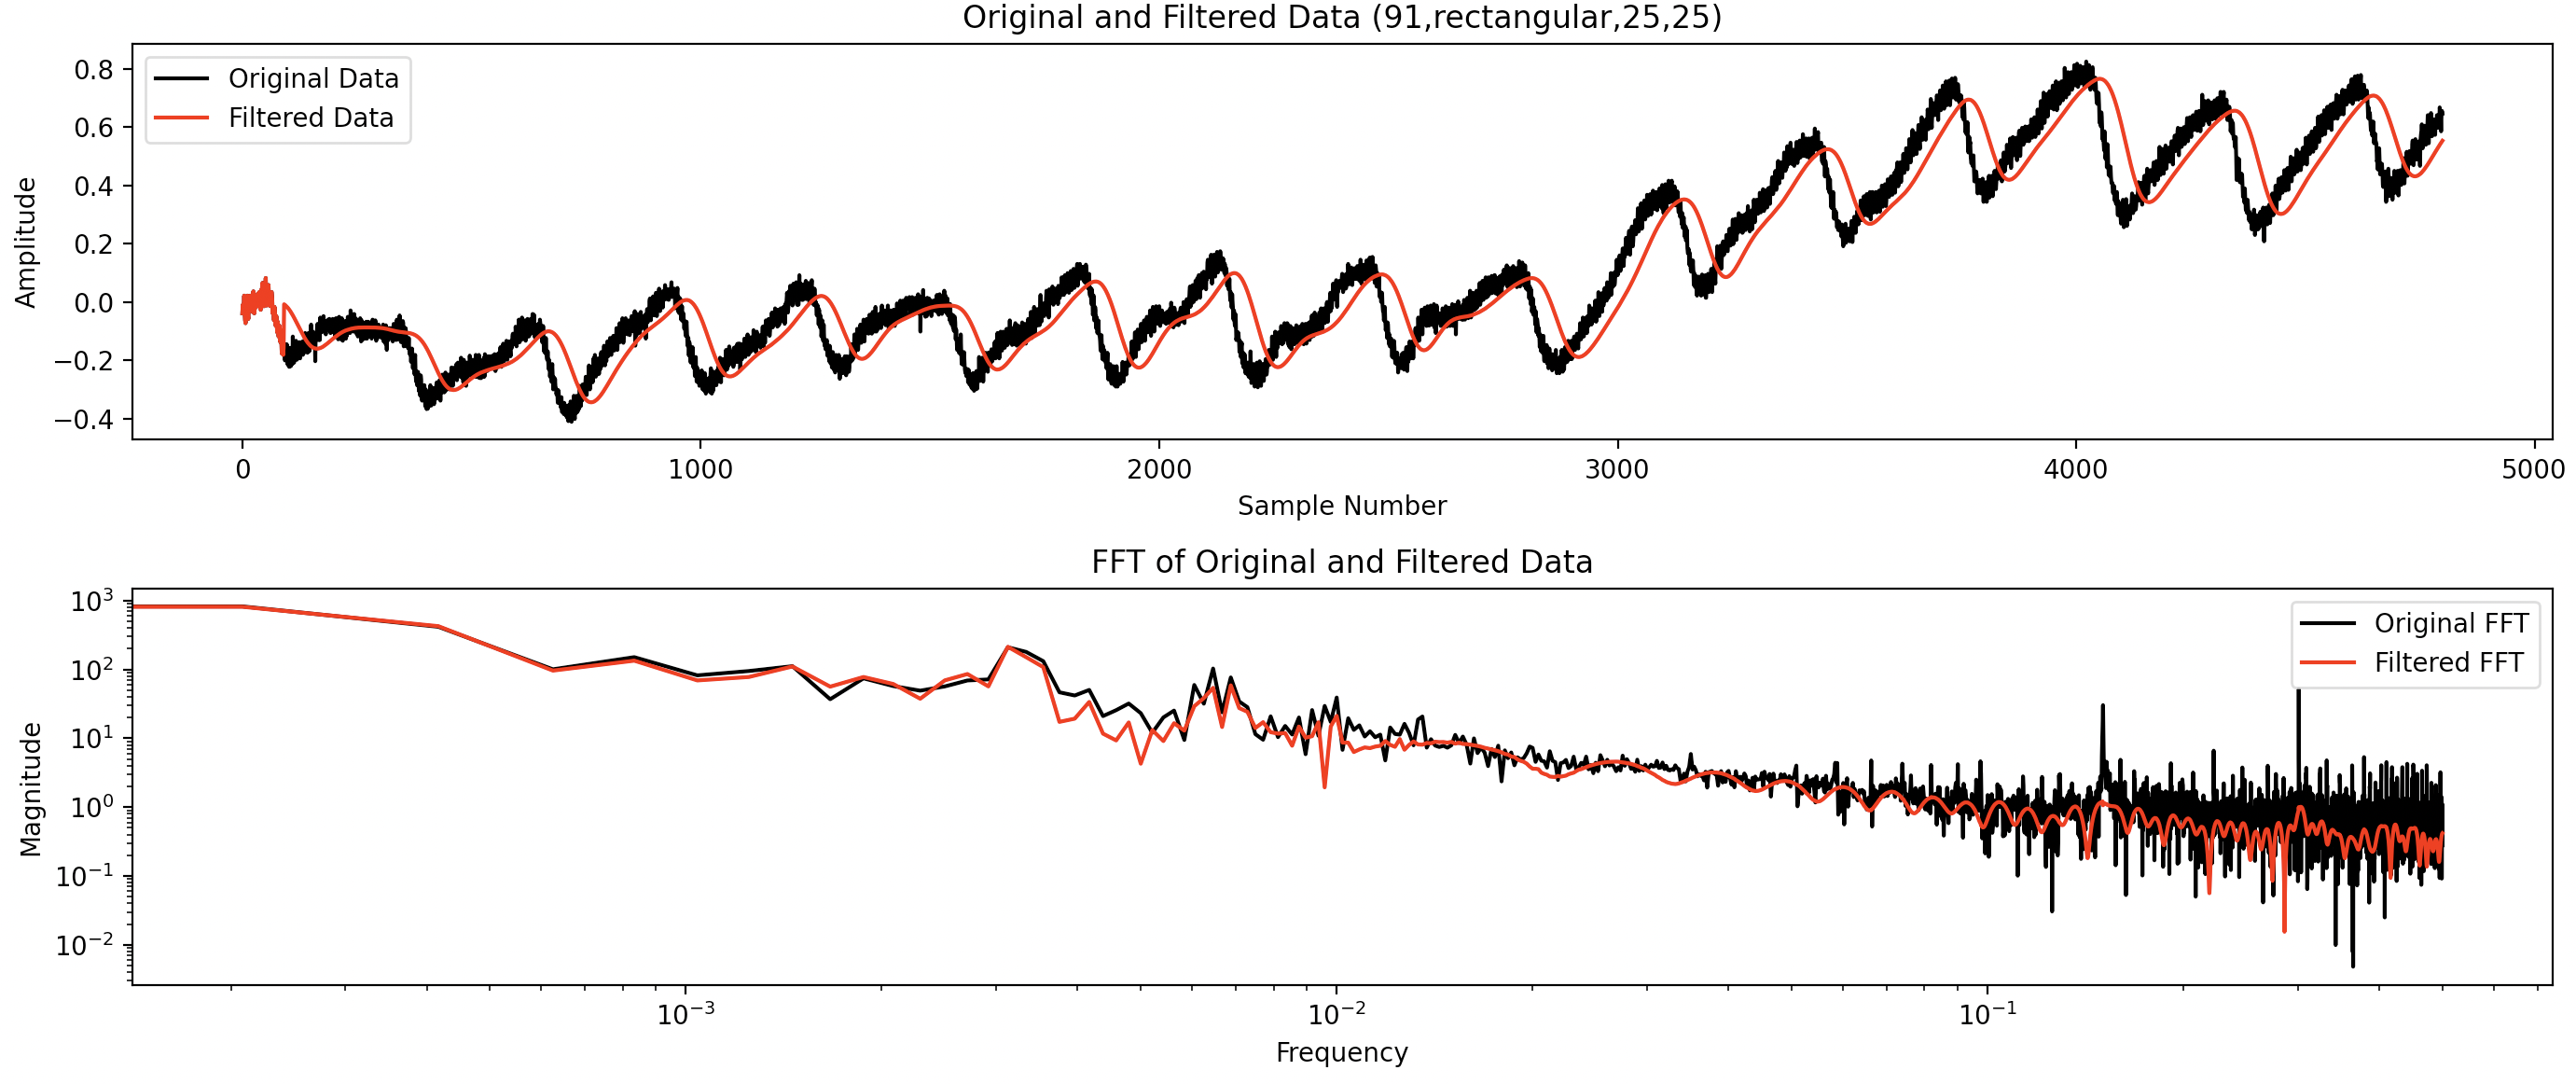 Original and Filtered Data (91,rectangular,25,25)
Original Data
Filtered Data
Amplitude
0.8
0.6
0.4
0.2
0.0
−0.2
−0.4
0 1000 2000 3000 4000 5000
Sample Number
FFT of Original and Filtered Data
Original FFT
Filtered FFT
Magnitude
10³
10²
10¹
10⁰
10⁻¹
10⁻²
10⁻³ 10⁻² 10⁻¹
Frequency